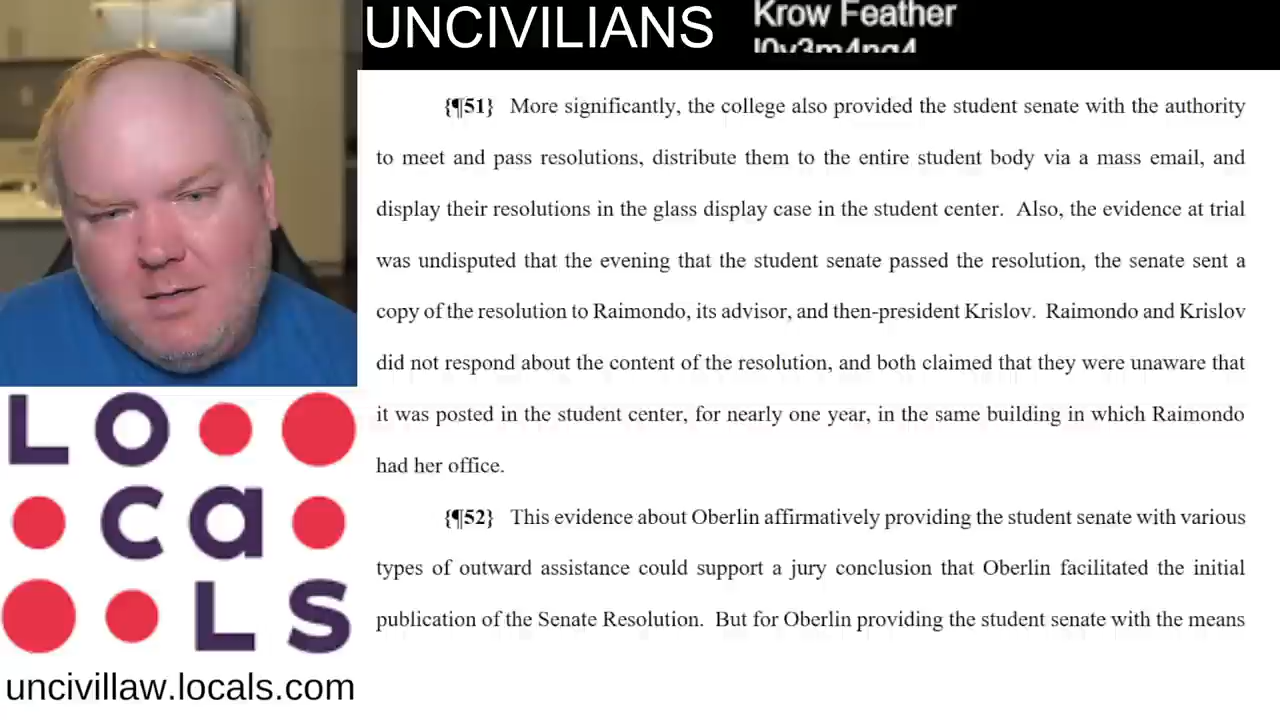 UNCIVILIANS
Krow Feather
l0v3m4ng4
{¶51} More significantly, the college also provided the student senate with the authority
to meet and pass resolutions, distribute them to the entire student body via a mass email, and
display their resolutions in the glass display case in the student center. Also, the evidence at trial
was undisputed that the evening that the student senate passed the resolution, the senate sent a
copy of the resolution to Raimondo, its advisor, and then-president Krislov. Raimondo and Krislov
did not respond about the content of the resolution, and both claimed that they were unaware that
it was posted in the student center, for nearly one year, in the same building in which Raimondo
had her office.
{¶52} This evidence about Oberlin affirmatively providing the student senate with various
types of outward assistance could support a jury conclusion that Oberlin facilitated the initial
publication of the Senate Resolution. But for Oberlin providing the student senate with the means
LO
ca
LS
uncivillaw.locals.com